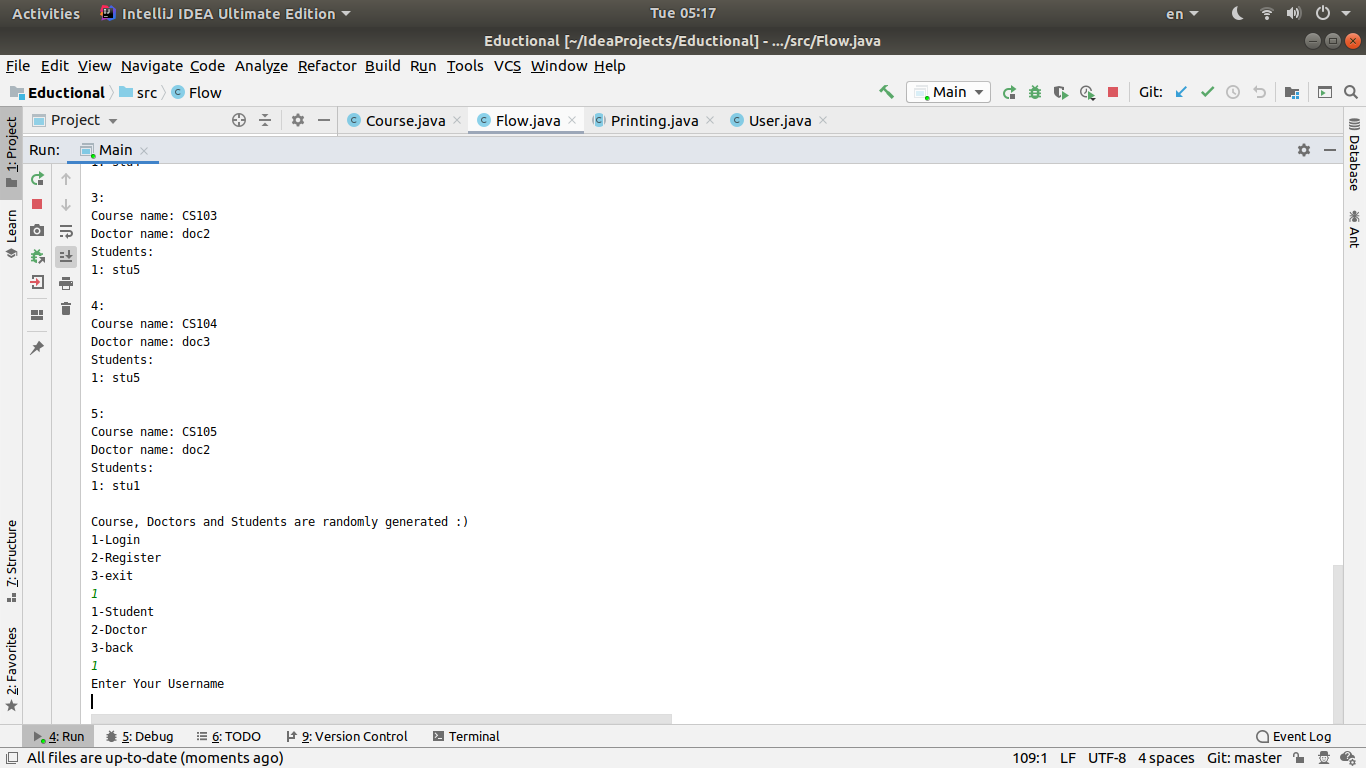 Activities IntelliJ IDEA Ultimate Edition Tue 05:17 en
Eductional [~/IdeaProjects/Eductional] - .../src/Flow.java
File Edit View Navigate Code Analyze Refactor Build Run Tools VCS Window Help
Eductional src Flow Main Git:
Project Course.java Flow.java Printing.java User.java
Run: Main
1: Project
Learn
7: Structure
2: Favorites
Database
Ant
3:
Course name: CS103
Doctor name: doc2
Students:
1: stu5
4:
Course name: CS104
Doctor name: doc3
Students:
1: stu5
5:
Course name: CS105
Doctor name: doc2
Students:
1: stu1
Course, Doctors and Students are randomly generated :)
1-Login
2-Register
3-exit
1
1-Student
2-Doctor
3-back
1
Enter Your Username
4: Run 5: Debug 6: TODO 9: Version Control Terminal Event Log
All files are up-to-date (moments ago) 109:1 LF UTF-8 4 spaces Git: master